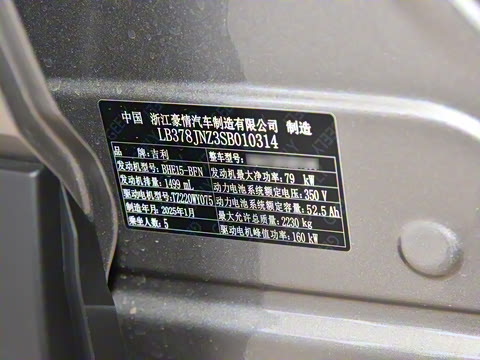 中国 浙江豪情汽车制造有限公司 制造
LB378JNZ3SB010314
品牌：吉利 整车型号：
发动机型号：BHE15-BFN 发动机最大净功率：79 kW
发动机排量：1499 mL 动力电池系统额定电压：350 V
驱动电机型号：TZ220WY075 动力电池系统额定容量：52.5 Ah
制造年月：2025年1月 最大允许总质量：2230 kg
乘坐人数：5 驱动电机峰值功率：160 kW